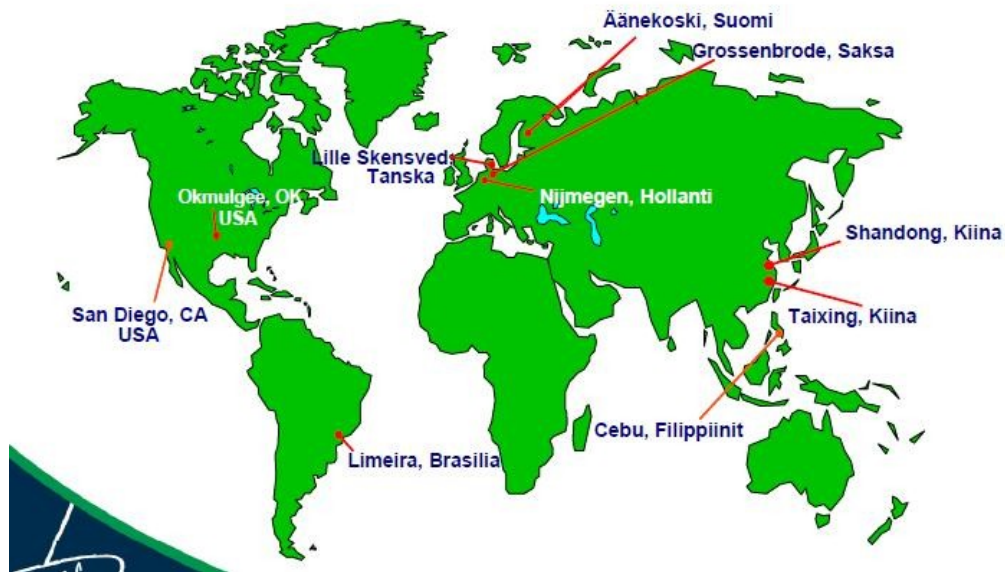 Äänekoski, Suomi
Grossenbrode, Saksa
Lille Skensved,
Tanska
Nijmegen, Hollanti
Okmulgee, OK
USA
Shandong, Kiina
San Diego, CA
USA
Taixing, Kiina
Cebu, Filippiinit
Limeira, Brasilia